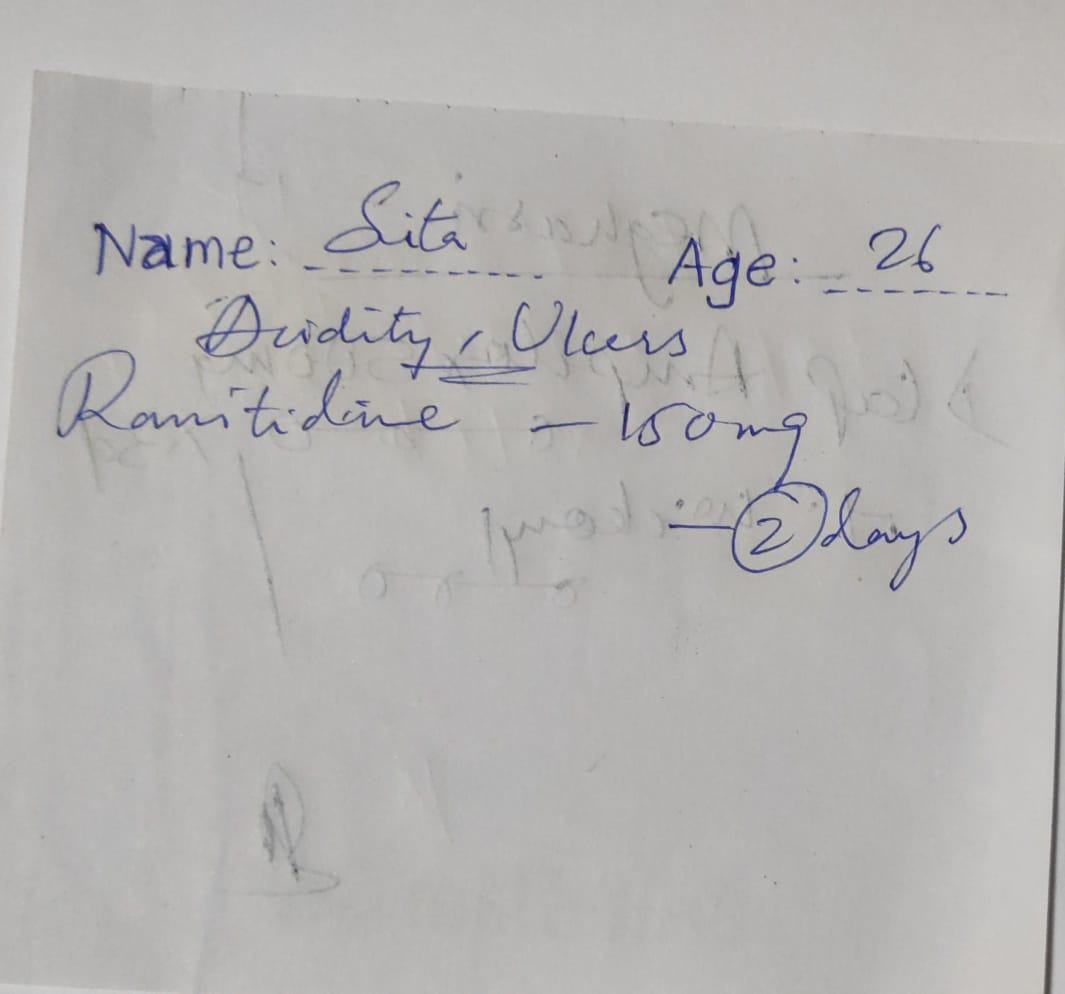 Name: Sita Age: 26
Acidity, Ulcers
Ranitidine - 150mg
- 2 days